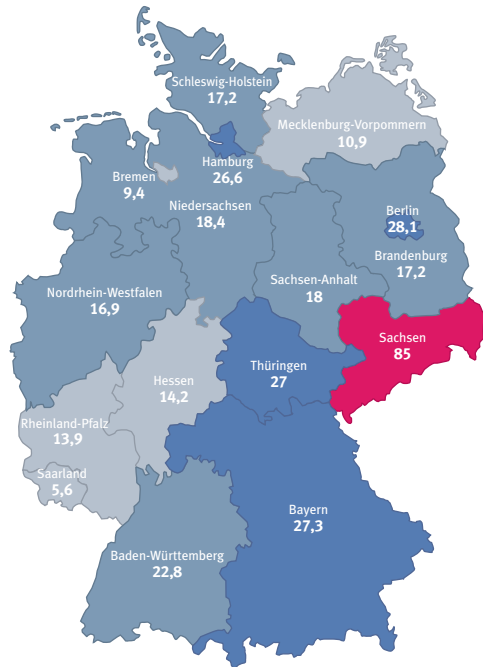 Schleswig-Holstein
17,2
Mecklenburg-Vorpommern
10,9
Hamburg
26,6
Bremen
9,4
Niedersachsen
18,4
Berlin
28,1
Brandenburg
17,2
Sachsen-Anhalt
18
Nordrhein-Westfalen
16,9
Sachsen
85
Thüringen
27
Hessen
14,2
Rheinland-Pfalz
13,9
Saarland
5,6
Bayern
27,3
Baden-Württemberg
22,8